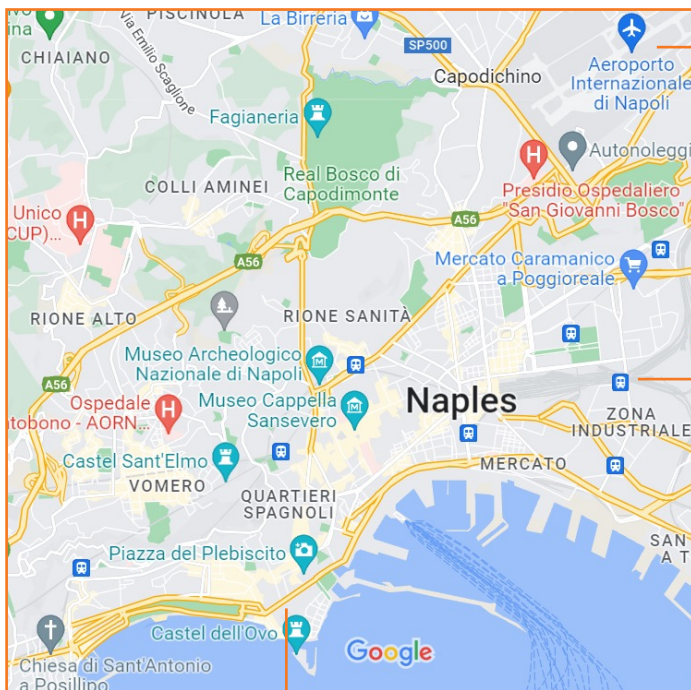 PISCINOLA
La Birreria
SP500
CHIAIANO
Via Emilio Scaglione
Capodichino
Aeroporto
Internazionale
di Napoli
Fagianeria
Autonoleggi
Real Bosco di
Capodimonte
COLLI AMINEI
Presidio Ospedaliero
"San Giovanni Bosco"
Unico
CUP)...
A56
A56
Mercato Caramanico
a Poggioreale
RIONE ALTO
RIONE SANITÀ
Museo Archeologico
Nazionale di Napoli
A56
Ospedale
ntobono - AORN...
Museo Cappella
Sansevero
Naples
ZONA
INDUSTRIALE
Castel Sant'Elmo
VOMERO
MERCATO
QUARTIERI
SPAGNOLI
Piazza del Plebiscito
SAN
A T
Castel dell'Ovo
Google
Chiesa di Sant'Antonio
a Posillipo